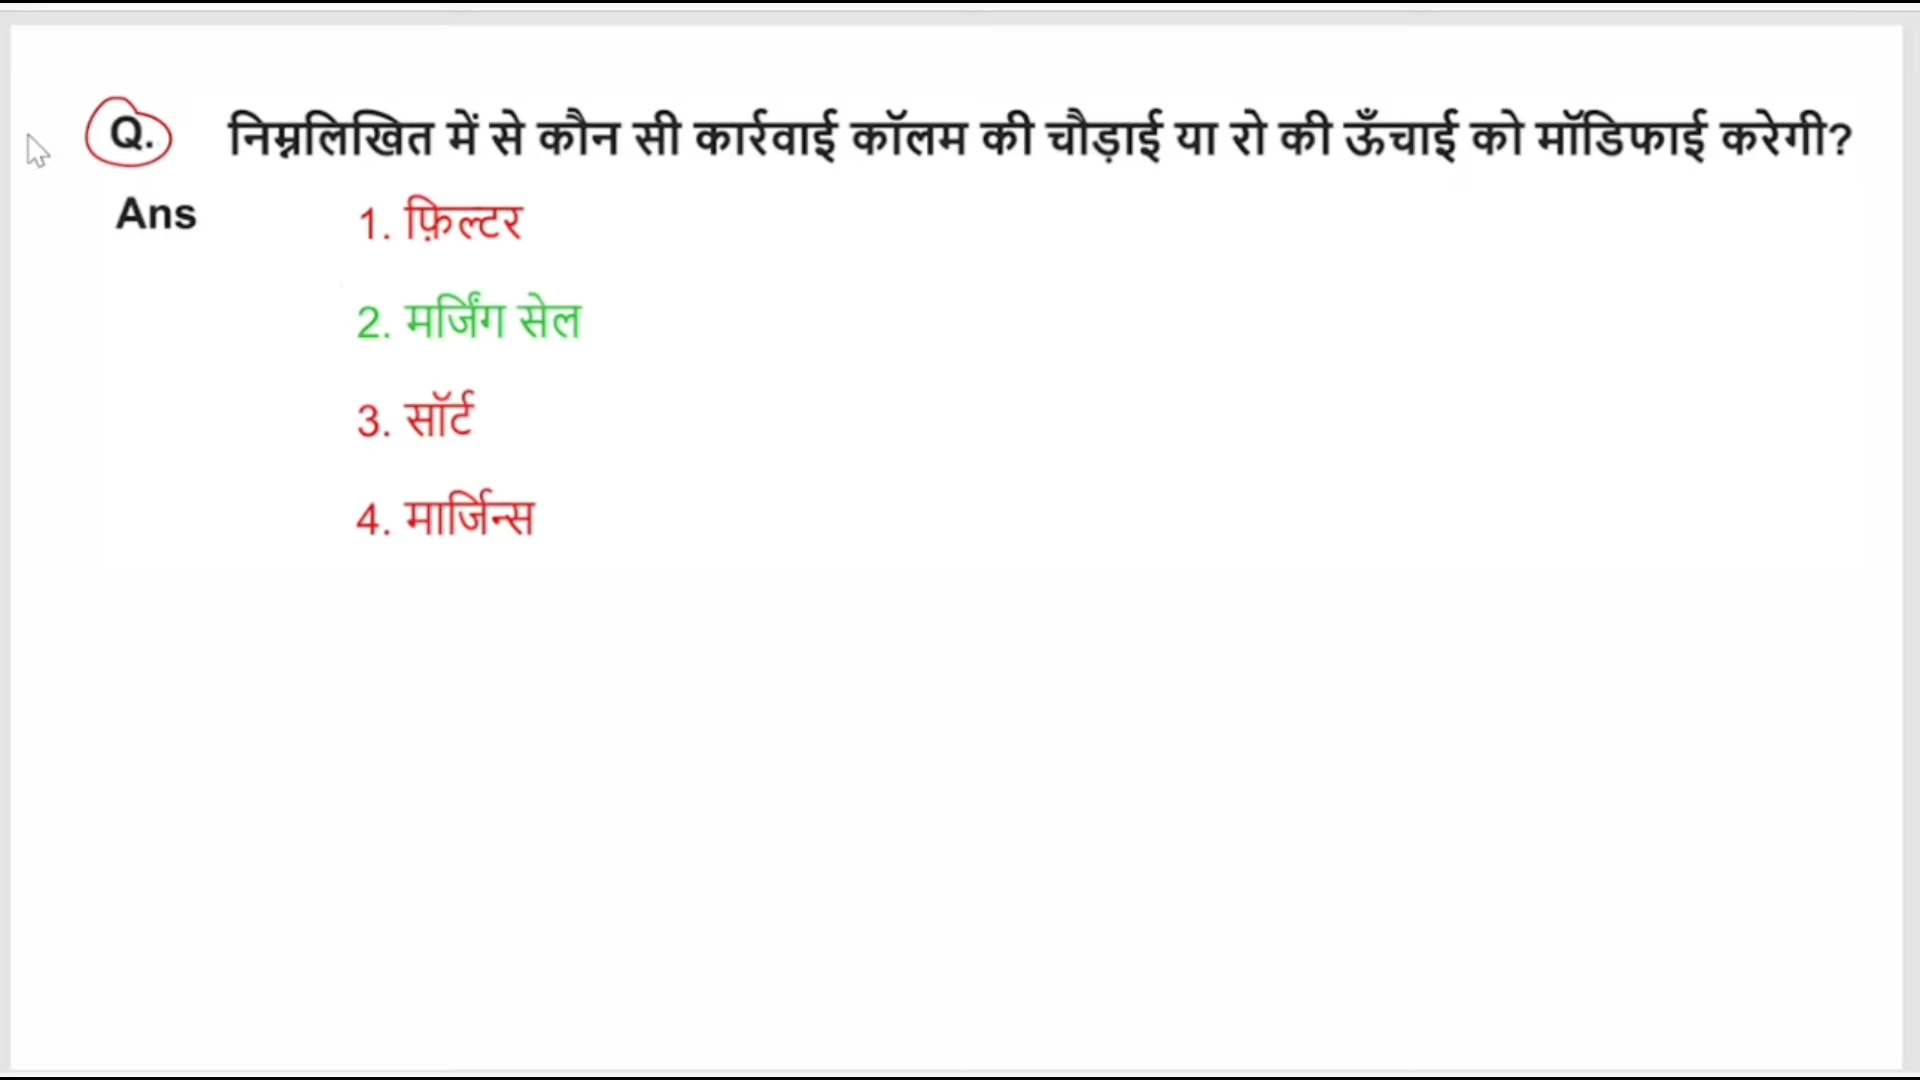 Q. निम्नलिखित में से कौन सी कार्रवाई कॉलम की चौड़ाई या रो की ऊँचाई को मॉडिफाई करेगी?
Ans 1. फ़िल्टर
2. मर्जिंग सेल
3. सॉर्ट
4. मार्जिन्स